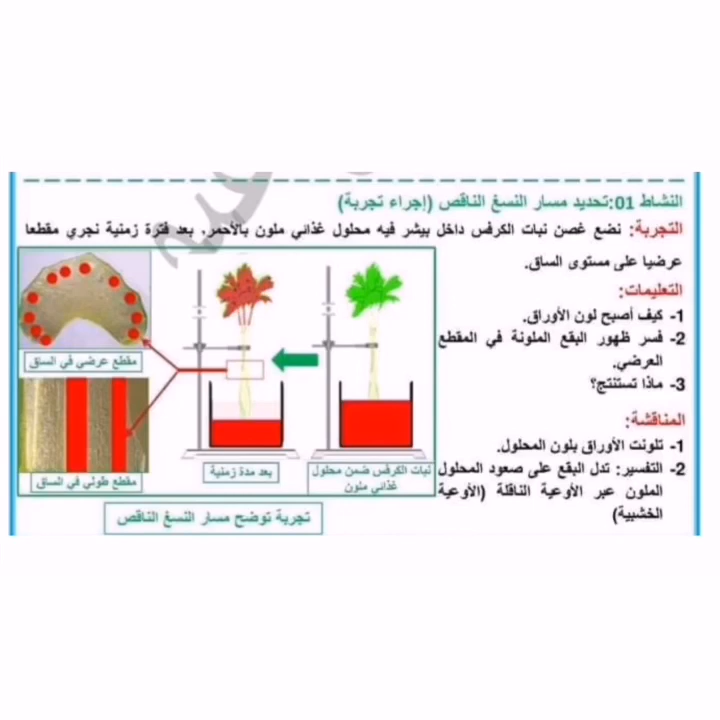 النشاط 01:تحديد مسار النسغ الناقص (إجراء تجربة)
التجربة: نضع غصن نبات الكرفس داخل بيشر فيه محلول غذائي ملون بالأحمر. بعد فترة زمنية نجري مقطعا
عرضيا على مستوى الساق.
التعليمات:
1- كيف أصبح لون الأوراق.
2- فسر ظهور البقع الملونة في المقطع
العرضي.
3- ماذا تستنتج؟
المناقشة:
1- تلونت الأوراق بلون المحلول.
2- التفسير: تدل البقع على صعود المحلول
الملون عبر الأوعية الناقلة (الأوعية
الخشبية)
مقطع عرضي في الساق
مقطع طولي في الساق
بعد مدة زمنية
نبات الكرفس ضمن محلول
غذائي ملون
تجربة توضح مسار النسغ الناقص